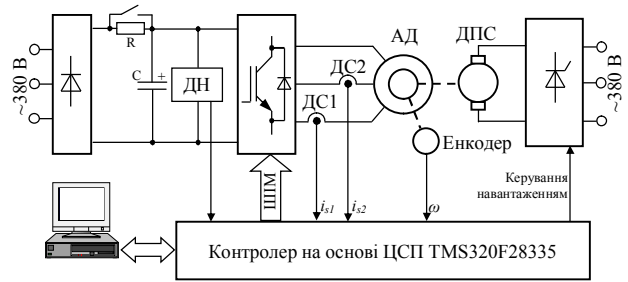 ~380 В
R
C
+
ДН
ДС2
ДС1
АД
ДПС
Енкодер
~380 В
Керування
навантаженням
ШІМ
is1
is2
ω
Контролер на основі ЦСП TMS320F28335